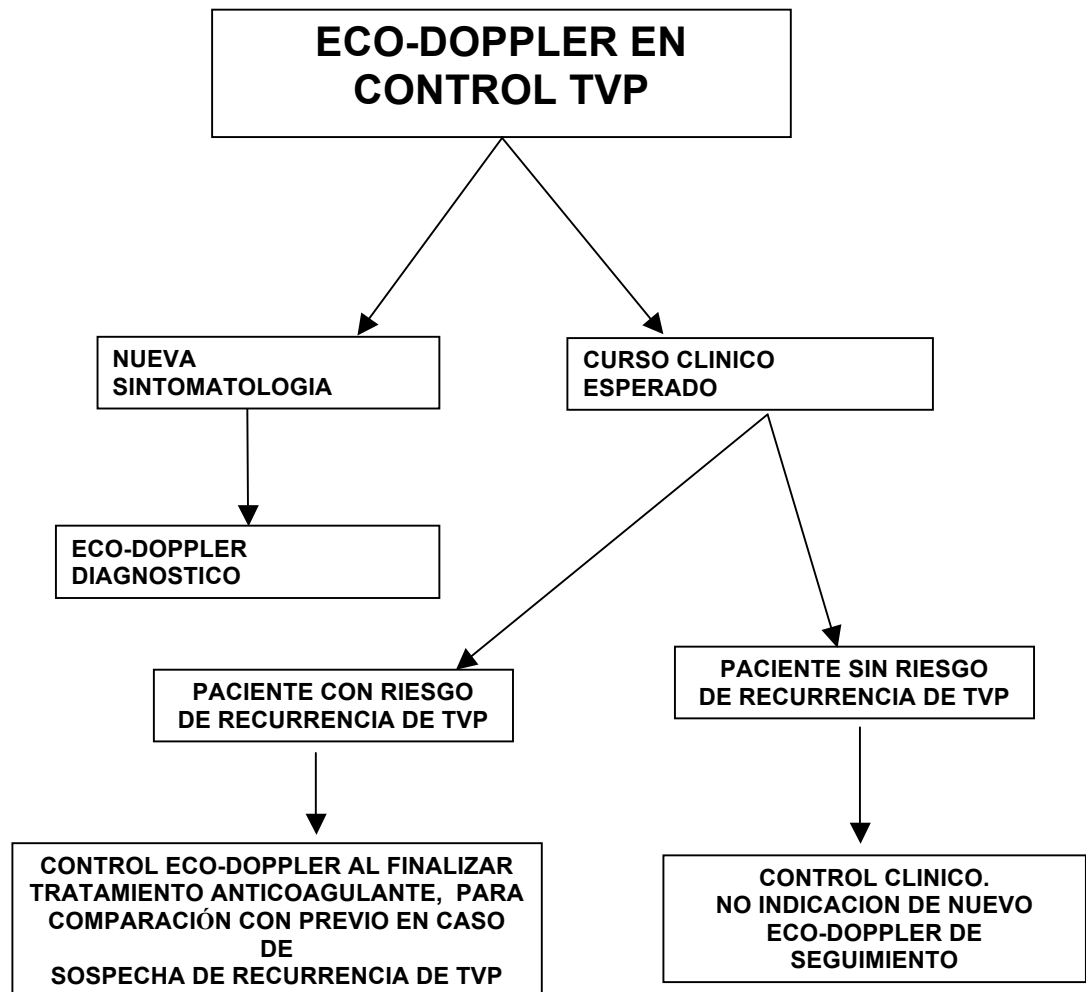 ECO-DOPPLER EN
CONTROL TVP
NUEVA
SINTOMATOLOGIA
CURSO CLINICO
ESPERADO
ECO-DOPPLER
DIAGNOSTICO
PACIENTE CON RIESGO
DE RECURRENCIA DE TVP
PACIENTE SIN RIESGO
DE RECURRENCIA DE TVP
CONTROL ECO-DOPPLER AL FINALIZAR
TRATAMIENTO ANTICOAGULANTE, PARA
COMPARACIÓN CON PREVIO EN CASO
DE
SOSPECHA DE RECURRENCIA DE TVP
CONTROL CLINICO.
NO INDICACION DE NUEVO
ECO-DOPPLER DE
SEGUIMIENTO